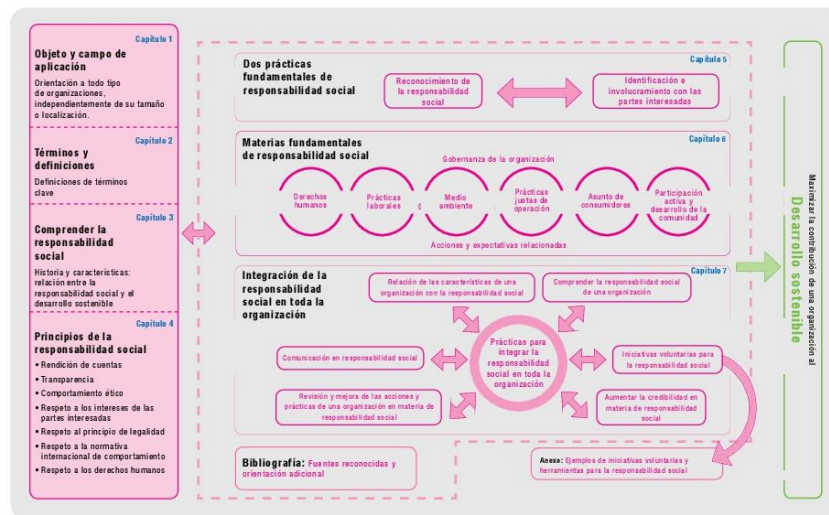 Capítulo 1
Objeto y campo de
aplicación
Orientación a todo tipo
de organizaciones,
independientemente de su tamaño
o localización.
Capítulo 2
Términos y
definiciones
Definiciones de términos
clave
Capítulo 3
Comprender la
responsabilidad
social
Historia y características:
relación entre la
responsabilidad social y el
desarrollo sostenible
Capítulo 4
Principios de la
responsabilidad social
• Rendición de cuentas
• Transparencia
• Comportamiento ético
• Respeto a los intereses de las
partes interesadas
• Respeto al principio de legalidad
• Respeto a la normativa
internacional de comportamiento
• Respeto a los derechos humanos
Capítulo 5
Dos prácticas
fundamentales de
responsabilidad social
Reconocimiento de
la responsabilidad
social
Identificación e
involucramiento con las
partes interesadas
Capítulo 6
Materias fundamentales
de responsabilidad social
Gobernanza de la organización
Derechos
humanos
Prácticas
laborales
Medio
ambiente
Prácticas
justas de
operación
Asunto de
consumidores
Participación
activa y
desarrollo de la
comunidad
Acciones y expectativas relacionadas
Capítulo 7
Integración de la
responsabilidad
social en toda la
organización
Relación de las características de una
organización con la responsabilidad social
Comprender la responsabilidad social
de una organización
Comunicación en responsabilidad social
Prácticas para
integrar la
responsabilidad
social en toda la
organización
Iniciativas voluntarias para
la responsabilidad social
Revisión y mejora de las acciones y
prácticas de una organización en materia de
responsabilidad social
Aumentar la credibilidad en
materia de responsabilidad
social
Bibliografía: Fuentes reconocidas y
orientación adicional
Anexo: Ejemplos de iniciativas voluntarias y
herramientas para la responsabilidad social
Maximizar la contribución de una organización al
Desarrollo sostenible